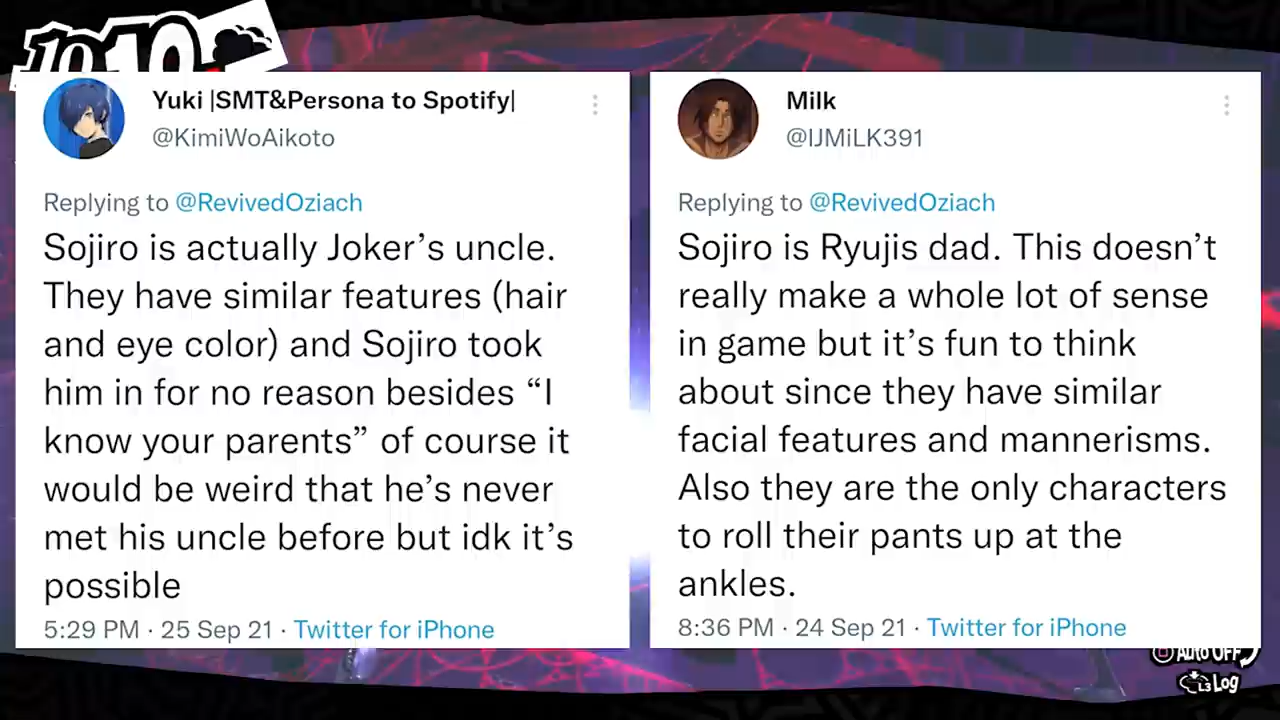 10 10
Yuki |SMT&Persona to Spotify|
@KimiWoAikoto
Replying to @RevivedOziach
Sojiro is actually Joker’s uncle.
They have similar features (hair
and eye color) and Sojiro took
him in for no reason besides “I
know your parents” of course it
would be weird that he’s never
met his uncle before but idk it’s
possible
5:29 PM · 25 Sep 21 · Twitter for iPhone
Milk
@IJMiLK391
Replying to @RevivedOziach
Sojiro is Ryujis dad. This doesn’t
really make a whole lot of sense
in game but it’s fun to think
about since they have similar
facial features and mannerisms.
Also they are the only characters
to roll their pants up at the
ankles.
8:36 PM · 24 Sep 21 · Twitter for iPhone
Auto OFF
L3 Log